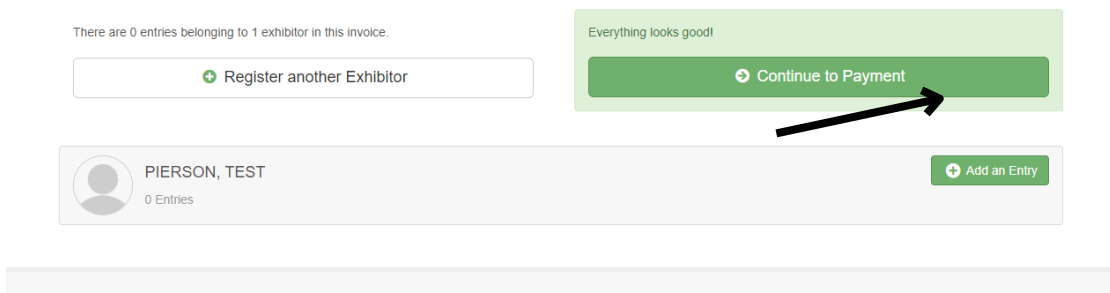 There are 0 entries belonging to 1 exhibitor in this invoice.
Register another Exhibitor
Everything looks good!
Continue to Payment
PIERSON, TEST
0 Entries
Add an Entry